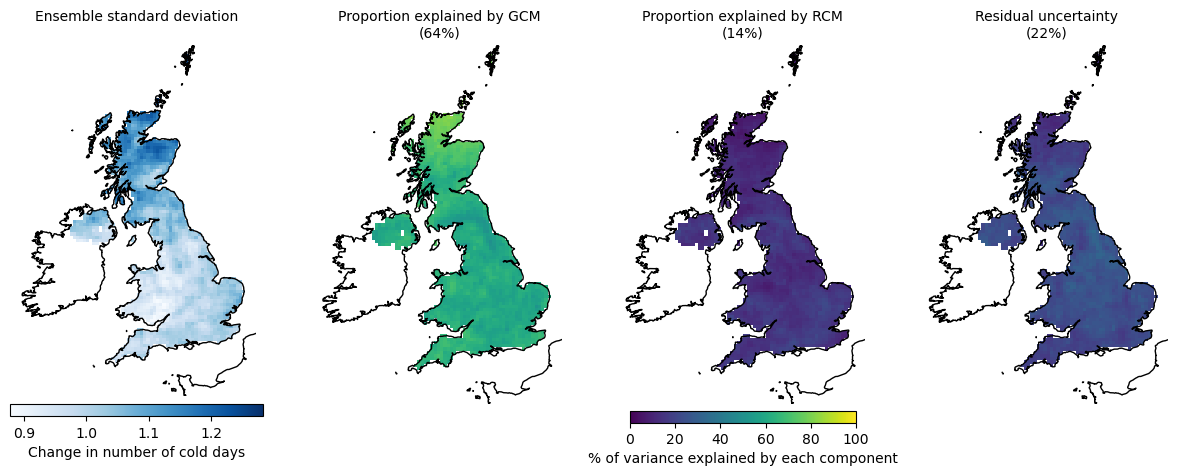 Ensemble standard deviation
Proportion explained by GCM
(64%)
Proportion explained by RCM
(14%)
Residual uncertainty
(22%)
0.9 1.0 1.1 1.2
Change in number of cold days
0 20 40 60 80 100
% of variance explained by each component